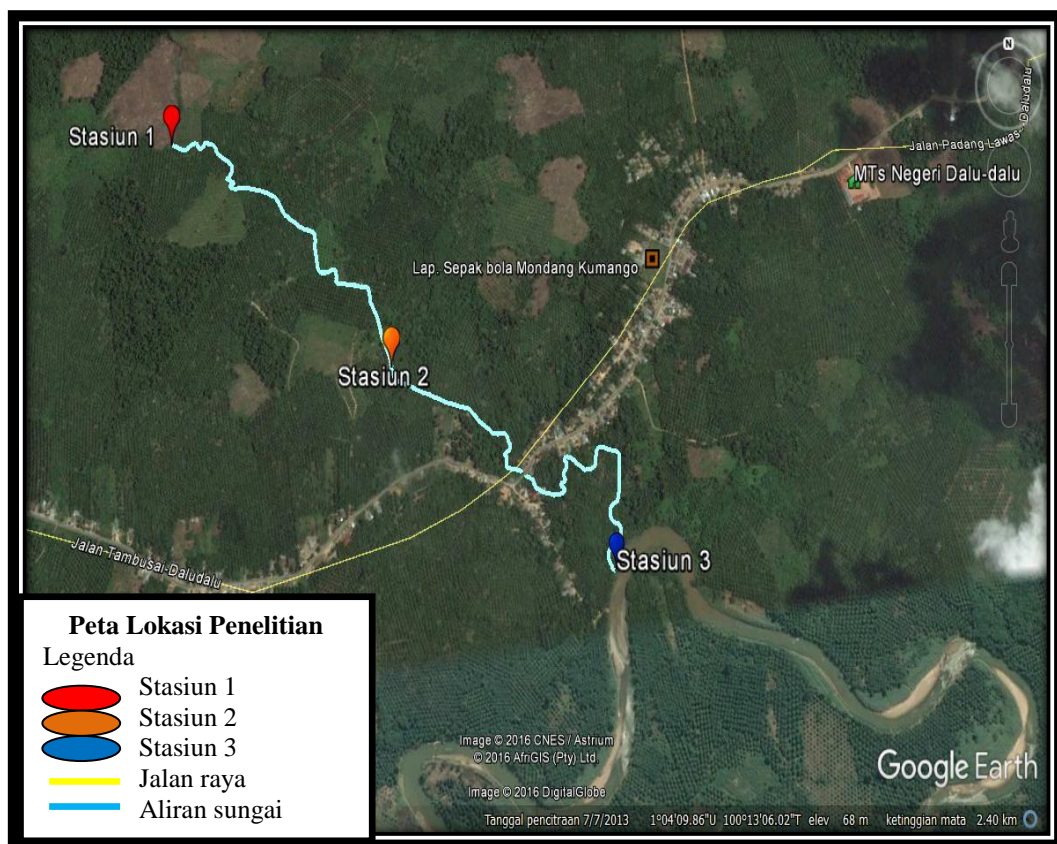 N
Stasiun 1
Jalan Padang Lawas--Daludalu
MTs Negeri Dalu-dalu
Lap. Sepak bola Mondang Kumango
Stasiun 2
Jalan Tambusai-Daludalu
Stasiun 3
Peta Lokasi Penelitian
Legenda
Stasiun 1
Stasiun 2
Stasiun 3
Jalan raya
Aliran sungai
Image © 2016 CNES / Astrium
© 2016 AfriGIS (Pty) Ltd.
Image © 2016 DigitalGlobe
Google Earth
Tanggal pencitraan 7/7/2013 1°04'09.86"U 100°13'06.02"T elev 68 m ketinggian mata 2.40 km